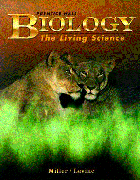 PRENTICE HALL
BIOLOGY
The Living Science
Miller • Levine